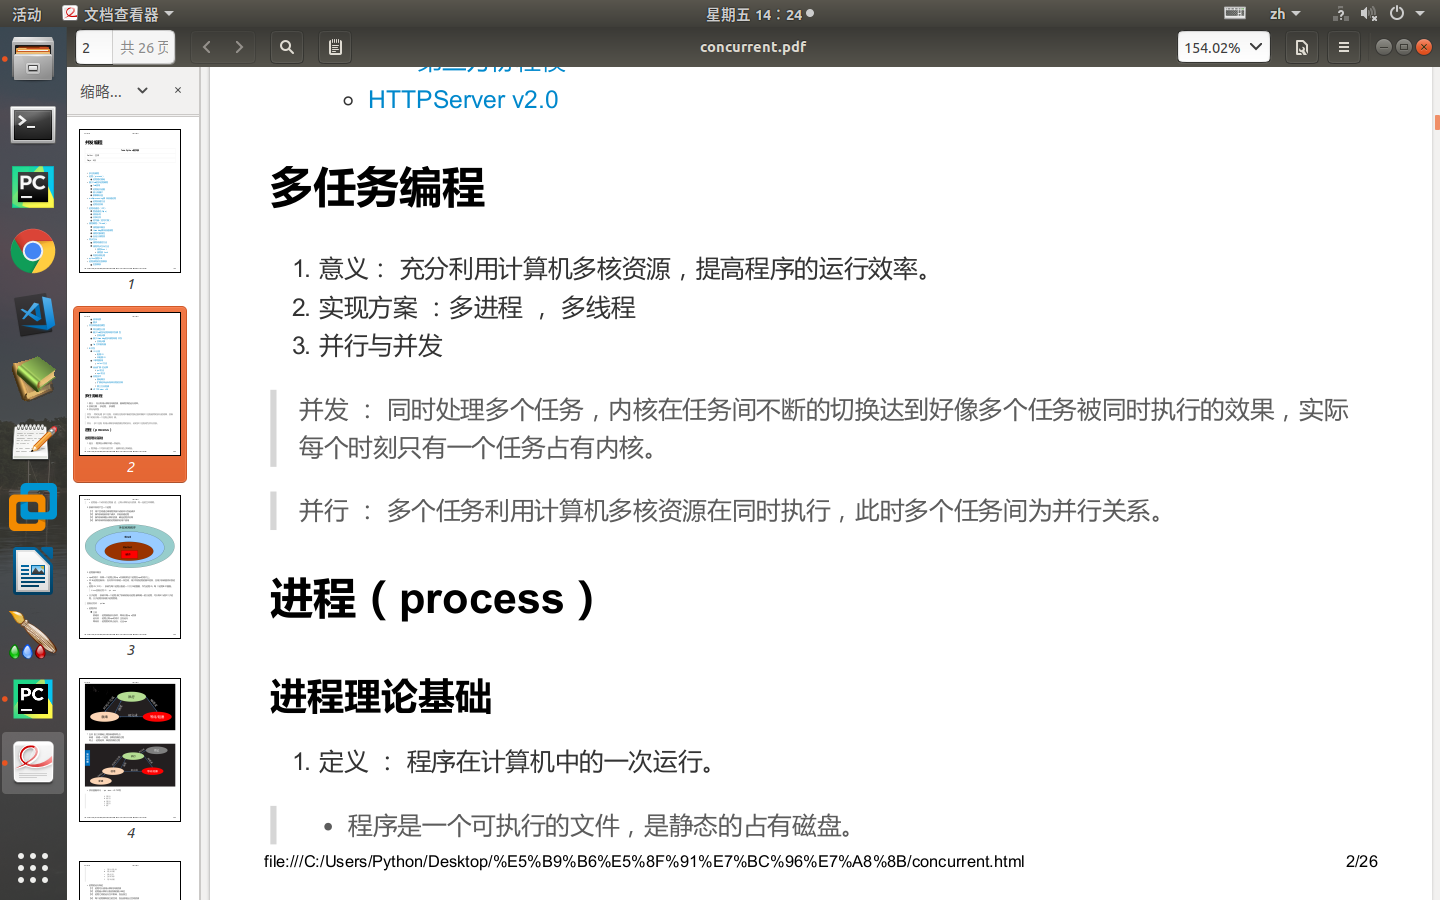 活动
文档查看器
星期五 14：24
zh
2
共 26 页
concurrent.pdf
154.02%
缩略...
1
2
3
4
HTTPServer v2.0
多任务编程
1. 意义： 充分利用计算机多核资源，提高程序的运行效率。
2. 实现方案 ：多进程 ， 多线程
3. 并行与并发
并发 ： 同时处理多个任务，内核在任务间不断的切换达到好像多个任务被同时执行的效果，实际
每个时刻只有一个任务占有内核。
并行 ： 多个任务利用计算机多核资源在同时执行，此时多个任务间为并行关系。
进程（process）
进程理论基础
1. 定义 ： 程序在计算机中的一次运行。
程序是一个可执行的文件，是静态的占有磁盘。
file:///C:/Users/Python/Desktop/%E5%B9%B6%E5%8F%91%E7%BC%96%E7%A8%8B/concurrent.html
2/26